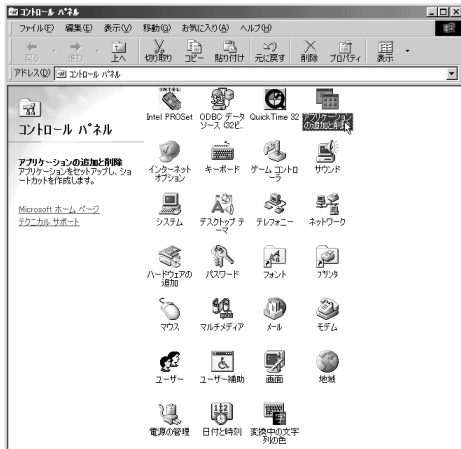 コントロール パネル
ファイル(F) 編集(E) 表示(V) 移動(G) お気に入り(A) ヘルプ(H)
戻る 進む 上へ 切り取り コピー 貼り付け 元に戻す 削除 プロパティ 表示
アドレス(D) コントロール パネル
コントロール パネル
アプリケーションの追加と削除
アプリケーションをセットアップし、ショ
ートカットを作成します。
Microsoft ホーム ページ
テクニカル サポート
INTEL
Intel PROSet
ODBC データ
ソース (32ビ...
QuickTime 32
アプリケーション
の追加と削除
インターネット
オプション
キーボード
ゲーム コントロ
ーラ
サウンド
システム
デスクトップ テ
ーマ
テレフォニー
ネットワーク
ハードウェアの
追加
パスワード
フォント
プリンタ
マウス
マルチメディア
メール
モデム
ユーザー
ユーザー補助
画面
地域
電源の管理
日付と時刻
変換中の文字
列の色